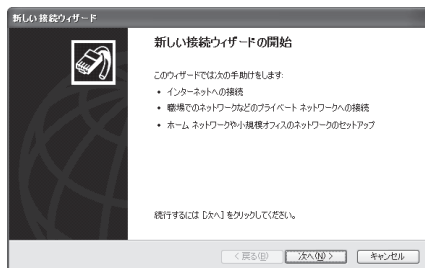 新しい接続ウィザード
新しい接続ウィザードの開始
このウィザードでは次の手助けをします:
• インターネットへの接続
• 職場でのネットワークなどのプライベート ネットワークへの接続
• ホーム ネットワークや小規模オフィスのネットワークのセットアップ
続行するには [次へ] をクリックしてください。
< 戻る(B)
次へ(N) >
キャンセル